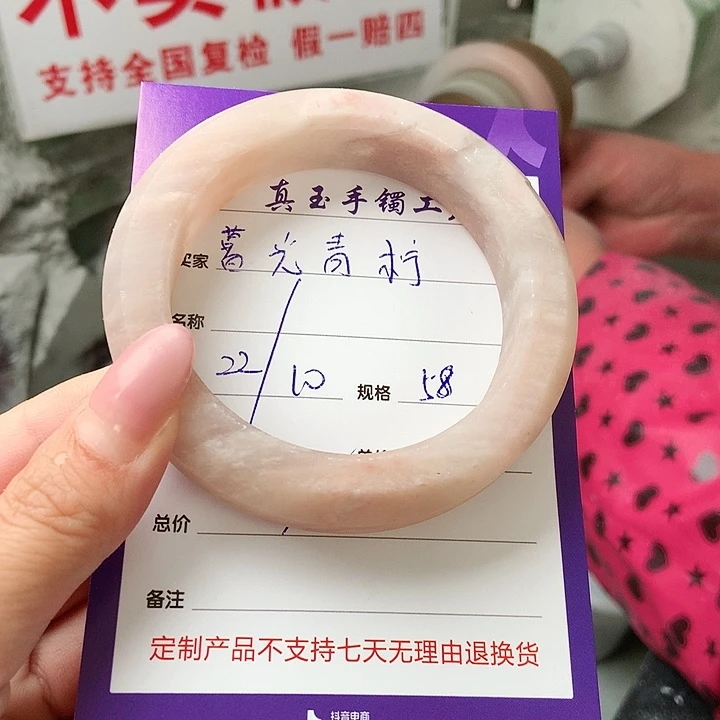 支持全国复检 假一赔四
真玉手镯工
买家 蓄光青柠
名称
22/10 规格 58
总价
备注
定制产品不支持七天无理由退换货
抖音电商